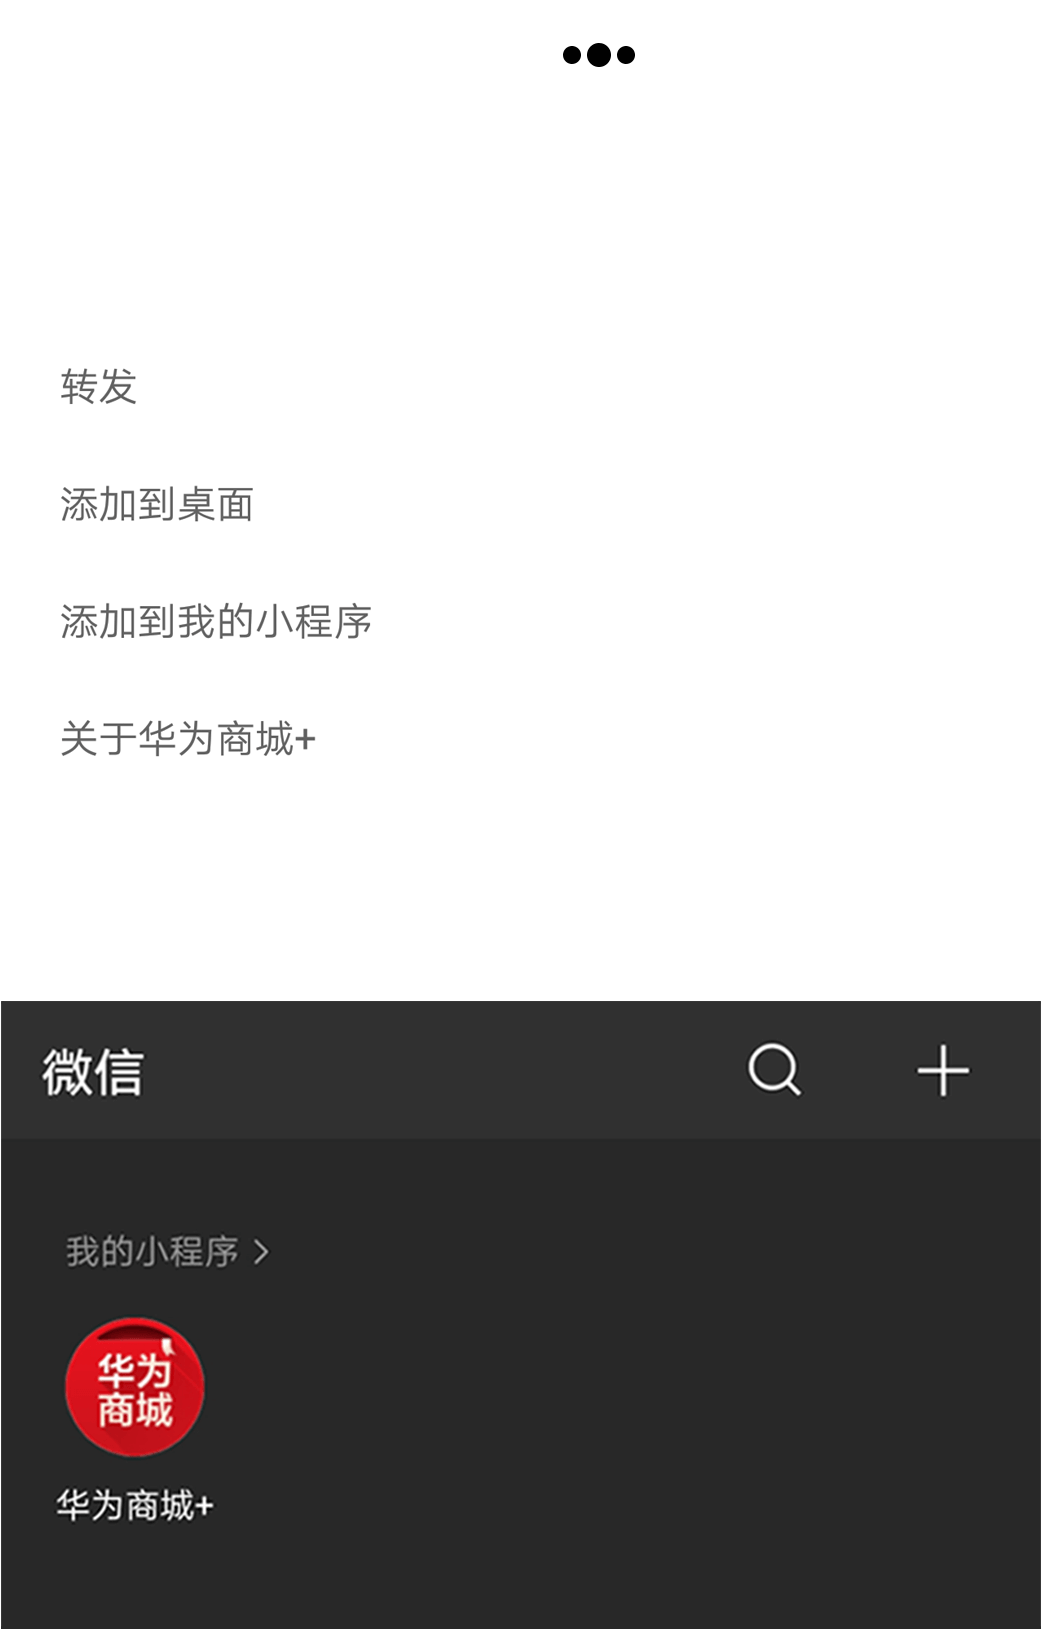 转发
添加到桌面
添加到我的小程序
关于华为商城+
微信
我的小程序
华为
商城
华为商城+